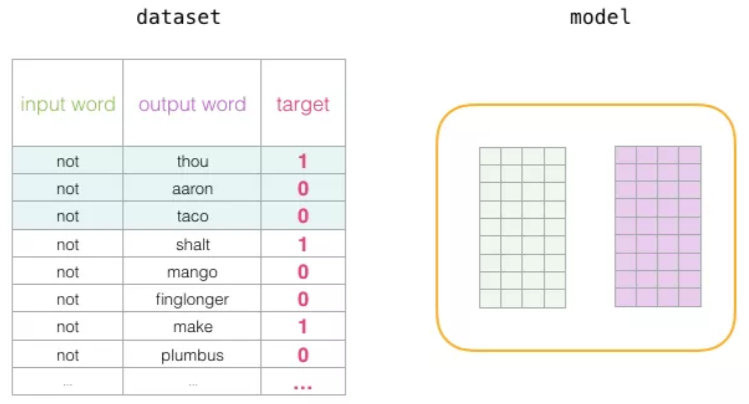 dataset
model
input word output word target
not thou 1
not aaron 0
not taco 0
not shalt 1
not mango 0
not finglonger 0
not make 1
not plumbus 0
... ... ...